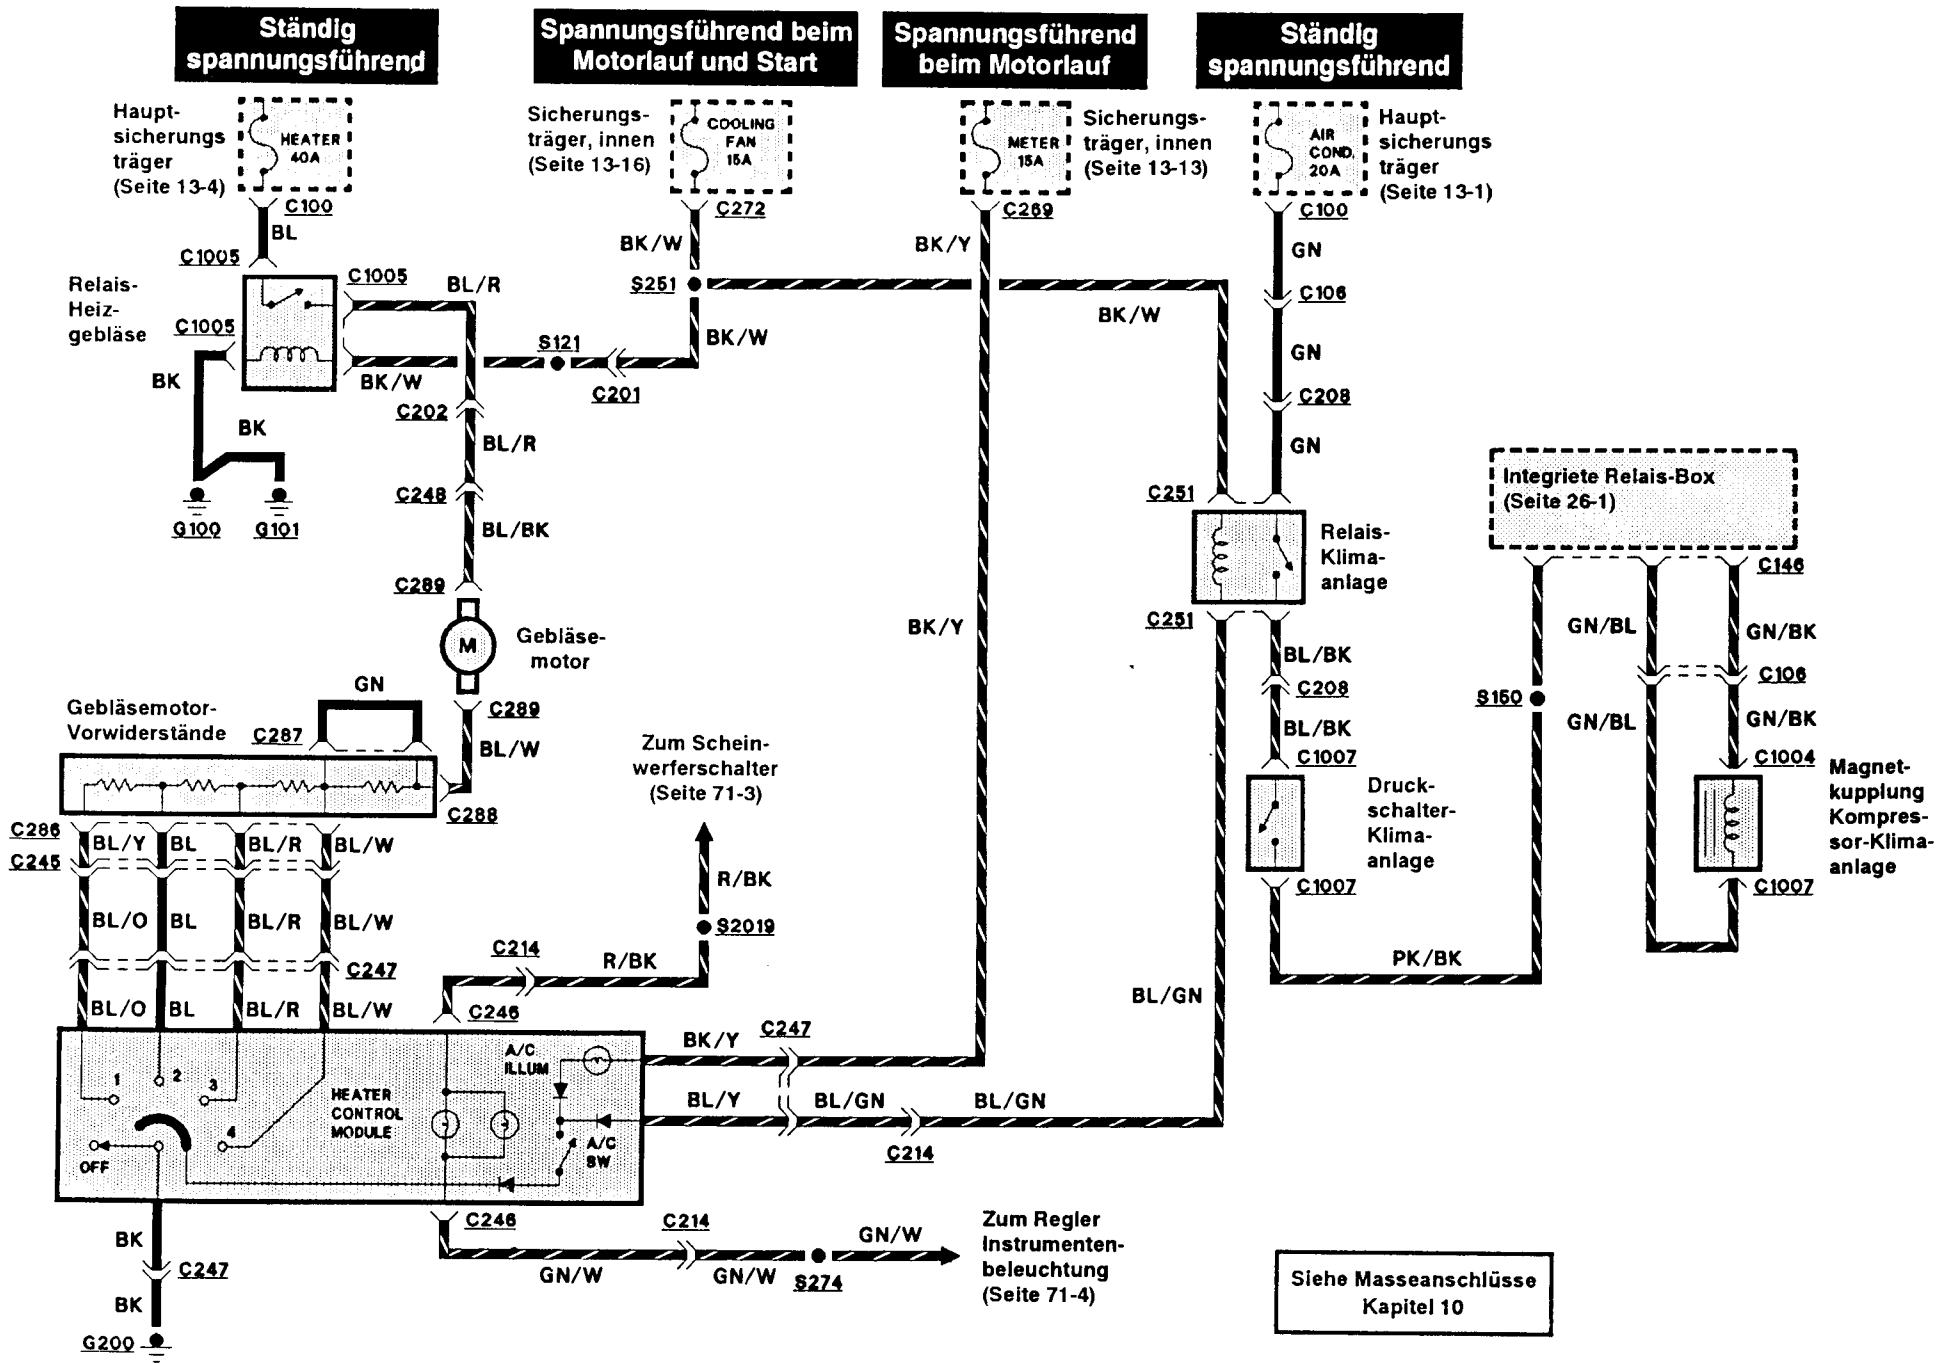 Ständig
spannungsführend
Spannungsführend beim
Motorlauf und Start
Spannungsführend
beim Motorlauf
Ständig
spannungsführend
Haupt-
sicherungs
träger
(Seite 13-4)
HEATER
40A
Sicherungs-
träger, innen
(Seite 13-16)
COOLING
FAN
15A
METER
15A
Sicherungs-
träger, innen
(Seite 13-13)
AIR
COND.
20A
Haupt-
sicherungs
träger
(Seite 13-1)
C100
C272
C269
C100
BL
BK/W
BK/Y
GN
C1005
Relais-
Heiz-
gebläse
C1005
BL/R
S251
C106
C1005
BK/W
BK/W
S121
GN
BK
BK/W
C201
C202
C208
BK
BL/R
GN
C248
C251
G100
G101
BL/BK
Relais-
Klima-
anlage
Integriete Relais-Box
(Seite 26-1)
C146
C289
C251
M
Gebläse-
motor
BK/Y
GN/BL
GN/BK
BL/BK
C208
C106
S150
GN
C289
Gebläsemotor-
Vorwiderstände
C287
BL/W
BL/BK
GN/BL
GN/BK
Zum Schein-
werferschalter
(Seite 71-3)
C1007
C1004
C288
Druck-
schalter-
Klima-
anlage
Magnet-
kupplung
Kompres-
sor-Klima-
anlage
C286
BL/Y
BL
BL/R
BL/W
C245
R/BK
C1007
C1007
BL/O
BL
BL/R
BL/W
S2019
C214
R/BK
PK/BK
C247
BL/GN
BL/O
BL
BL/R
BL/W
C246
BK/Y
C247
A/C
ILLUM
1
2
3
4
OFF
HEATER
CONTROL
MODULE
A/C
SW
BL/Y
BL/GN
BL/GN
C214
BK
C246
C214
GN/W
Zum Regler
Instrumenten-
beleuchtung
(Seite 71-4)
C247
GN/W
GN/W
S274
BK
G200
Siehe Masseanschlüsse
Kapitel 10